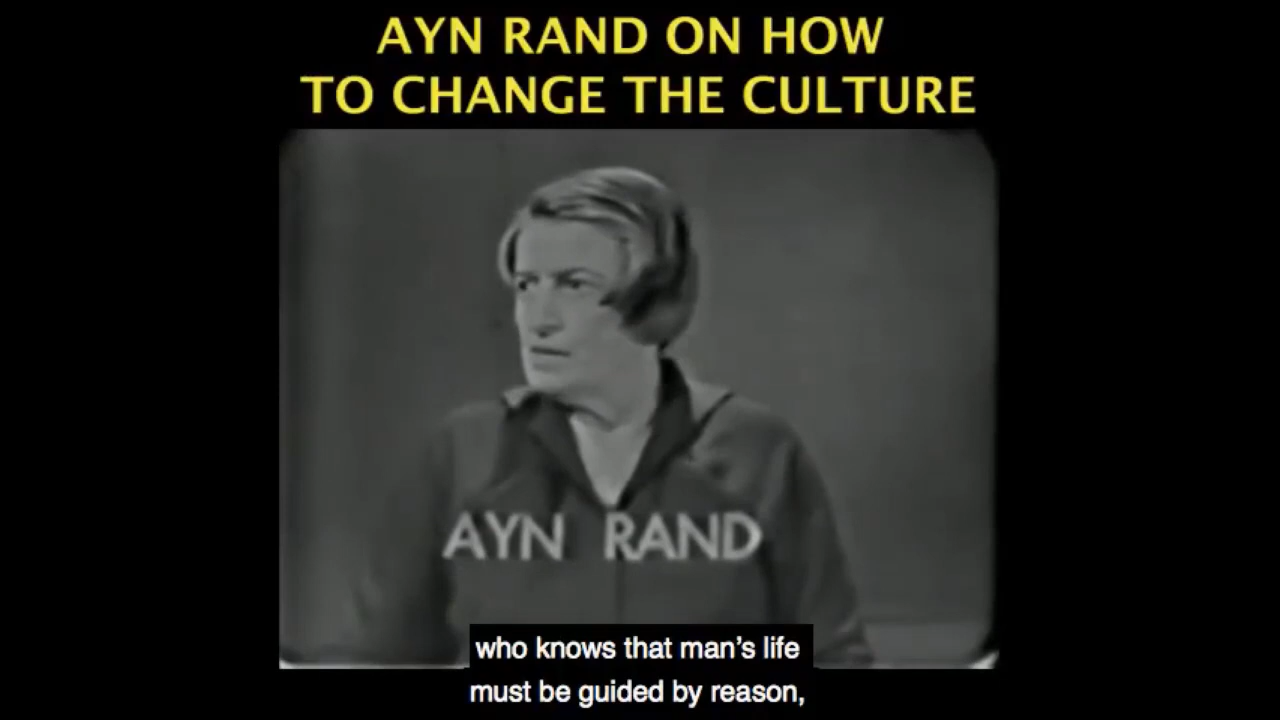 AYN RAND ON HOW
TO CHANGE THE CULTURE
AYN RAND
who knows that man's life
must be guided by reason,